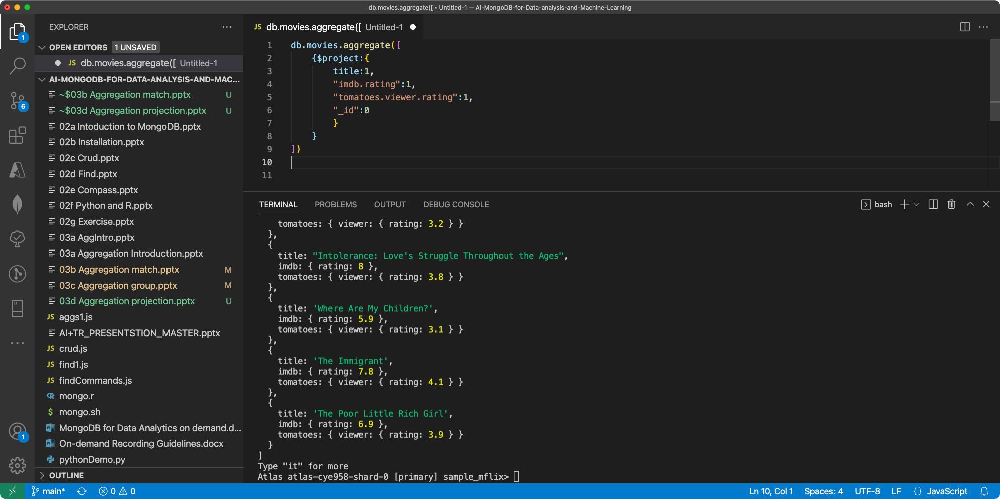 db.movies.aggregate([ • Untitled-1 — AI-MongoDB-for-Data-analysis-and-Machine-Learning
EXPLORER
OPEN EDITORS 1 UNSAVED
JS db.movies.aggregate([ Untitled-1
AI-MONGODB-FOR-DATA-ANALYSIS-AND-MAC...
~$03b Aggregation match.pptx U
~$03d Aggregation projection.pptx U
02a Intoduction to MongoDB.pptx
02b Installation.pptx
02c Crud.pptx
02d Find.pptx
02e Compass.pptx
02f Python and R.pptx
02g Exercise.pptx
03a AggIntro.pptx
03a Aggregation Introduction.pptx
03b Aggregation match.pptx M
03c Aggregation group.pptx M
03d Aggregation projection.pptx U
JS aggs1.js
AI+TR_PRESENTSTION_MASTER.pptx
JS crud.js
JS find1.js
JS findCommands.js
R mongo.r
$ mongo.sh
W MongoDB for Data Analytics on demand.d...
W On-demand Recording Guidelines.docx
pythonDemo.py
OUTLINE
1
6
1
JS db.movies.aggregate([ Untitled-1
1 db.movies.aggregate([
2 {$project:{
3 title:1,
4 "imdb.rating":1,
5 "tomatoes.viewer.rating":1,
6 "_id":0
7 }
8 }
9 ])
10
11
TERMINAL PROBLEMS OUTPUT DEBUG CONSOLE
bash
tomatoes: { viewer: { rating: 3.2 } }
},
{
title: "Intolerance: Love's Struggle Throughout the Ages",
imdb: { rating: 8 },
tomatoes: { viewer: { rating: 3.8 } }
},
{
title: 'Where Are My Children?',
imdb: { rating: 5.9 },
tomatoes: { viewer: { rating: 3.1 } }
},
{
title: 'The Immigrant',
imdb: { rating: 7.8 },
tomatoes: { viewer: { rating: 4.1 } }
},
{
title: 'The Poor Little Rich Girl',
imdb: { rating: 6.9 },
tomatoes: { viewer: { rating: 3.9 } }
}
]
Type "it" for more
Atlas atlas-cye958-shard-0 [primary] sample_mflix>
main* 0 0
Ln 10, Col 1 Spaces: 4 UTF-8 LF {} JavaScript